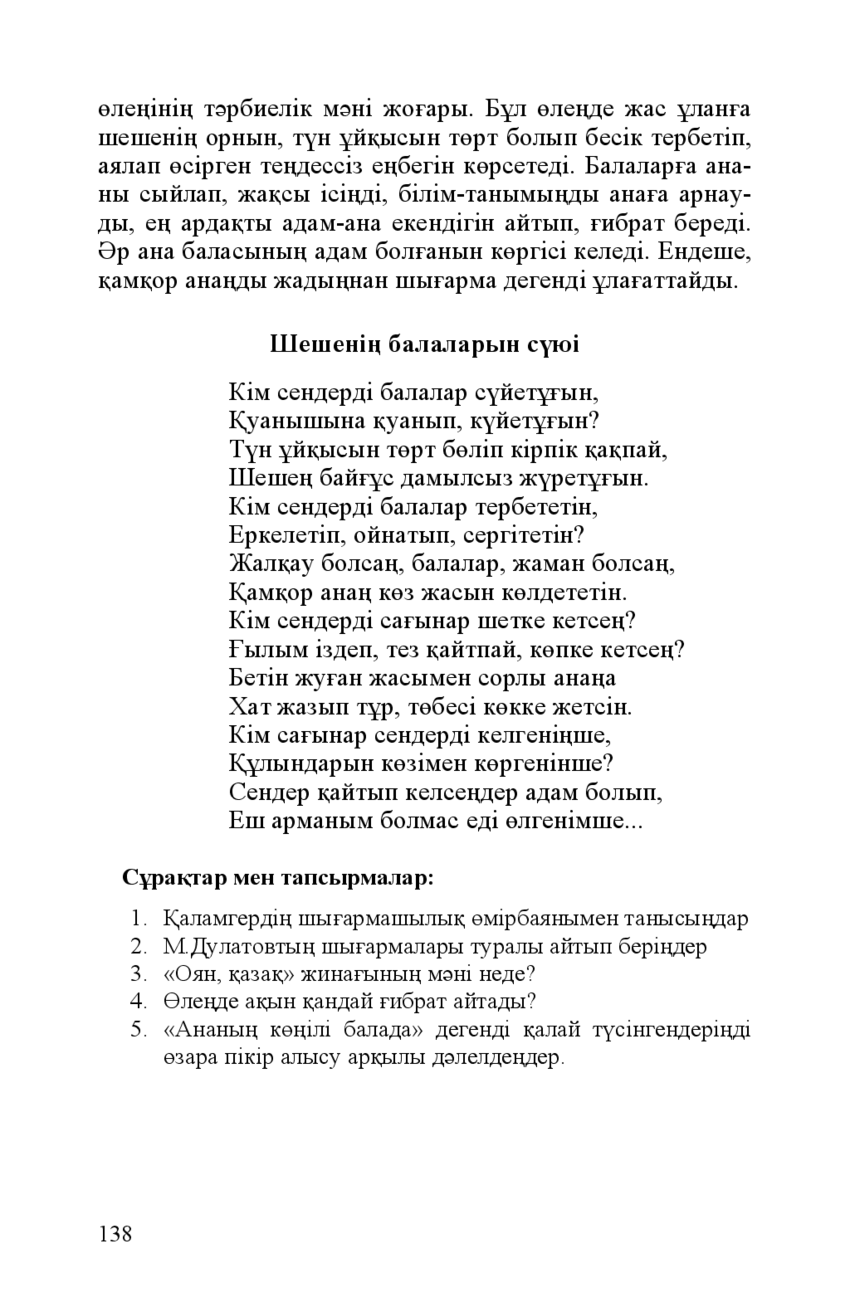 өлеңінің тәрбиелік мәні жоғары. Бұл өлеңде жас ұланға
шешенің орнын, түн ұйқысын төрт болып бесік тербетіп,
аялап өсірген теңдессіз еңбегін көрсетеді. Балаларға ана-
ны сыйлап, жақсы ісіңді, білім-танымыңды анаға арнау-
ды, ең ардақты адам-ана екендігін айтып, ғибрат береді.
Әр ана баласының адам болғанын көргісі келеді. Ендеше,
қамқор анаңды жадыңнан шығарма дегенді ұлағаттайды.
Шешенің балаларын сүюі
Кім сендерді балалар сүйетұғын,
Қуанышына қуанып, күйетұғын?
Түн ұйқысын төрт бөліп кірпік қақпай,
Шешең байғұс дамылсыз жүретұғын.
Кім сендерді балалар тербететін,
Еркелетіп, ойнатып, сергітетін?
Жалқау болсаң, балалар, жаман болсаң,
Қамқор анаң көз жасын көлдететін.
Кім сендерді сағынар шетке кетсең?
Ғылым іздеп, тез қайтпай, көпке кетсең?
Бетін жуған жасымен сорлы анаңа
Хат жазып тұр, төбесі көкке жетсін.
Кім сағынар сендерді келгеніңше,
Құлындарын көзімен көргенінше?
Сендер қайтып келсеңдер адам болып,
Еш арманым болмас еді өлгенімше...
Сұрақтар мен тапсырмалар:
1. Қаламгердің шығармашылық өмірбаянымен танысыңдар
2. М.Дулатовтың шығармалары туралы айтып беріңдер
3. «Оян, қазақ» жинағының мәні неде?
4. Өлеңде ақын қандай ғибрат айтады?
5. «Ананың көңілі балада» дегенді қалай түсінгендеріңді
өзара пікір алысу арқылы дәлелдеңдер.
138